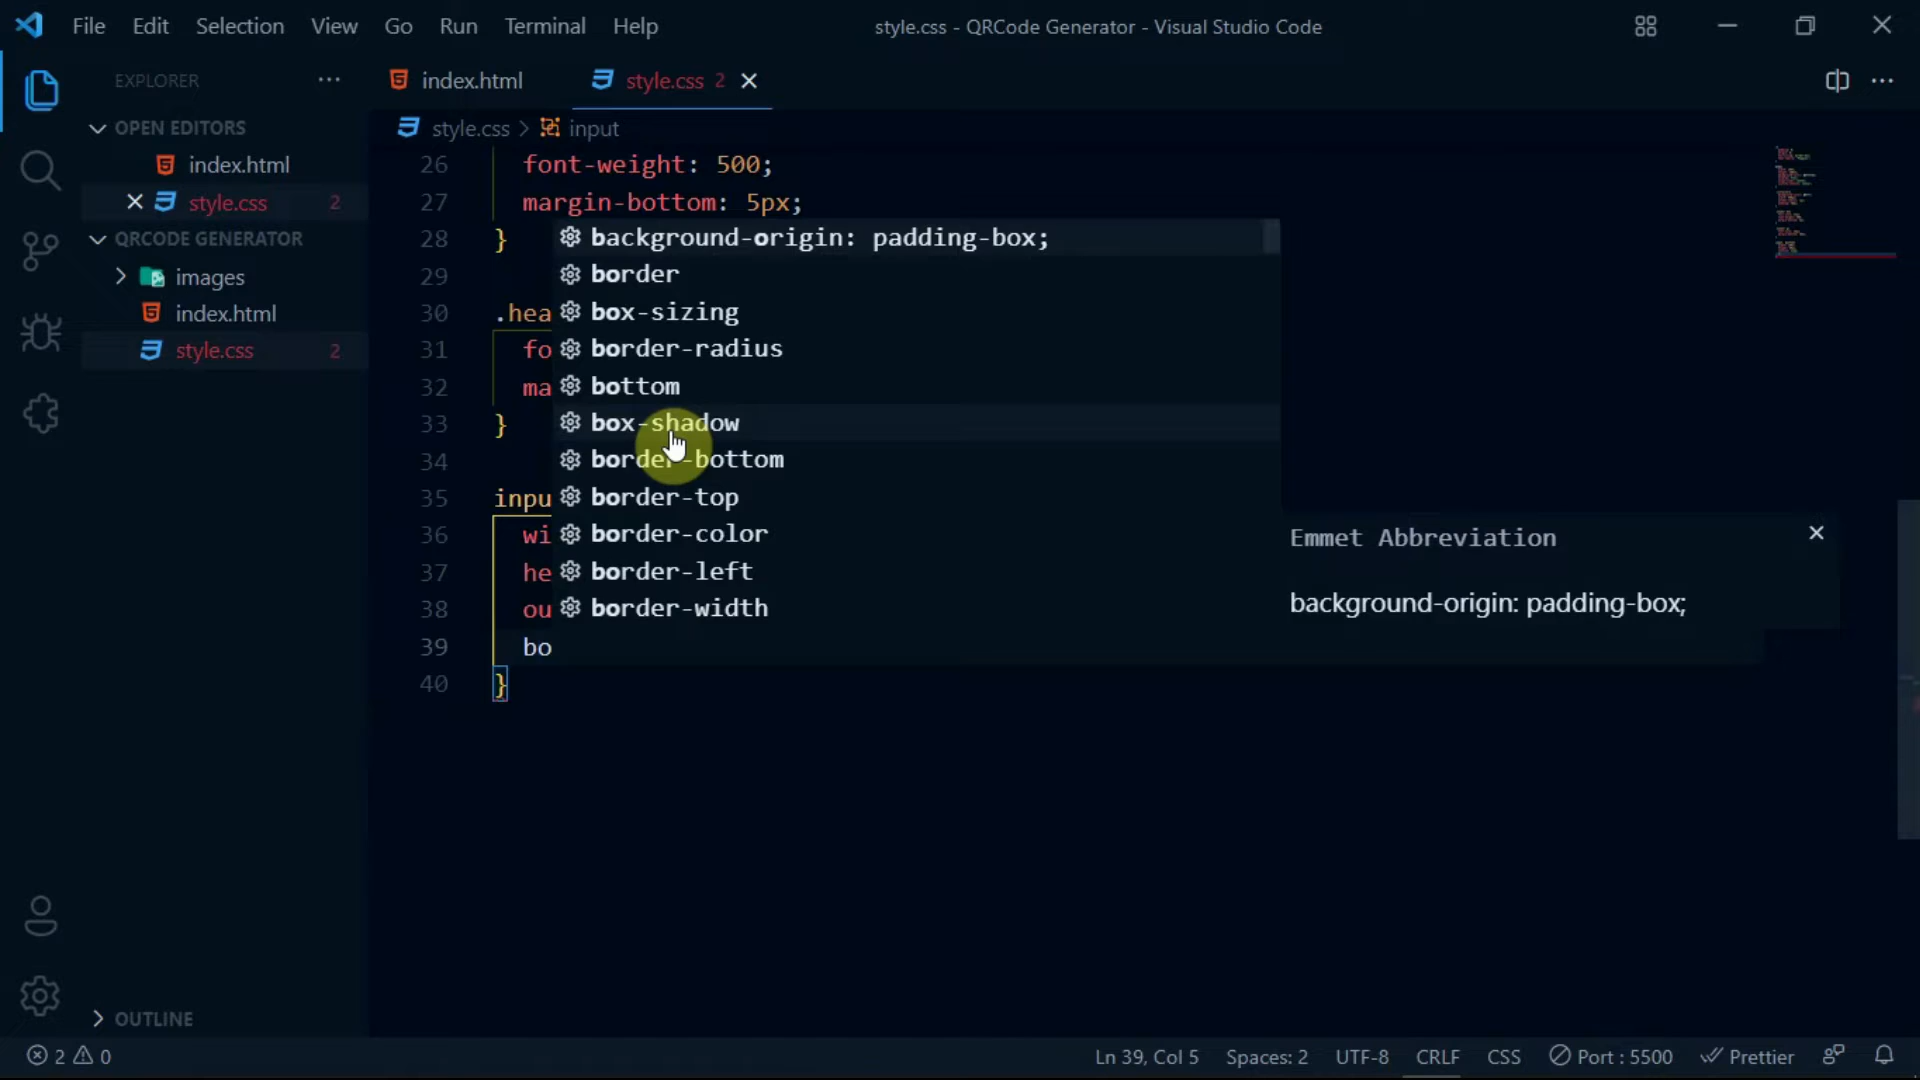 File Edit Selection View Go Run Terminal Help style.css - QRCode Generator - Visual Studio Code
EXPLORER ···
index.html
style.css 2
OPEN EDITORS
index.html
style.css 2
QRCODE GENERATOR
images
index.html
style.css 2
OUTLINE
style.css > input
26 font-weight: 500;
27 margin-bottom: 5px;
28 }
29
30 .hea
31 fo
32 ma
33 }
34
35 inpu
36 wi
37 he
38 ou
39 bo
40 }
background-origin: padding-box;
border
box-sizing
border-radius
bottom
box-shadow
border-bottom
border-top
border-color
border-left
border-width
Emmet Abbreviation
background-origin: padding-box;
2 0 Ln 39, Col 5 Spaces: 2 UTF-8 CRLF CSS Port : 5500 Prettier